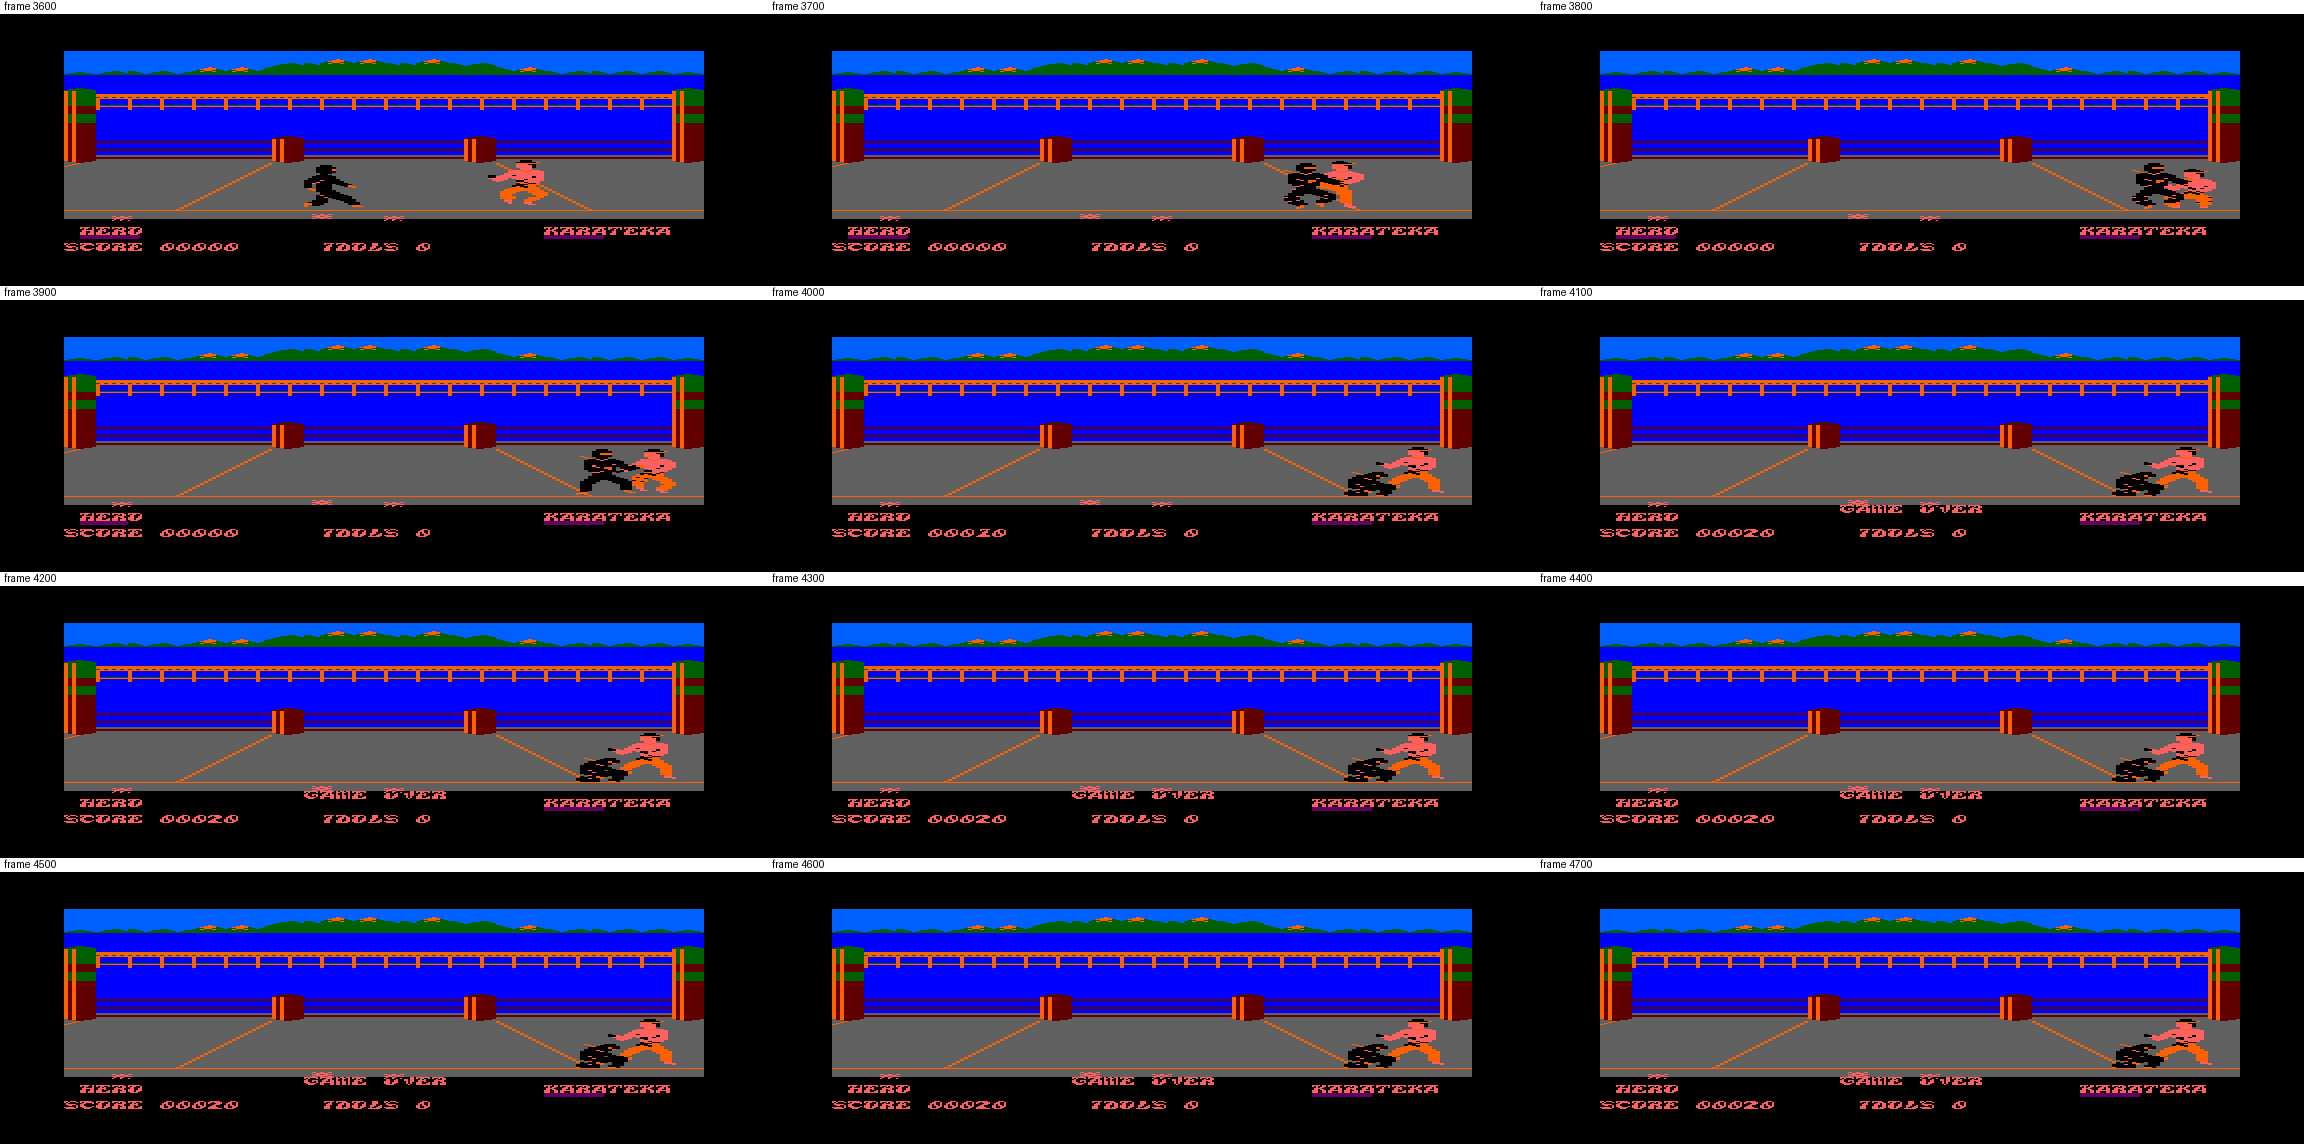 frame 3600
HERO KARATEKA
SCORE 00000 IDOLS 0
frame 3700
HERO KARATEKA
SCORE 00000 IDOLS 0
frame 3800
HERO KARATEKA
SCORE 00000 IDOLS 0
frame 3900
HERO KARATEKA
SCORE 00000 IDOLS 0
frame 4000
HERO KARATEKA
SCORE 00010 IDOLS 0
frame 4100
GAME OVER
HERO KARATEKA
SCORE 00020 IDOLS 0
frame 4200
GAME OVER
HERO KARATEKA
SCORE 00020 IDOLS 0
frame 4300
GAME OVER
HERO KARATEKA
SCORE 00020 IDOLS 0
frame 4400
GAME OVER
HERO KARATEKA
SCORE 00020 IDOLS 0
frame 4500
GAME OVER
HERO KARATEKA
SCORE 00020 IDOLS 0
frame 4600
GAME OVER
HERO KARATEKA
SCORE 00020 IDOLS 0
frame 4700
GAME OVER
HERO KARATEKA
SCORE 00020 IDOLS 0